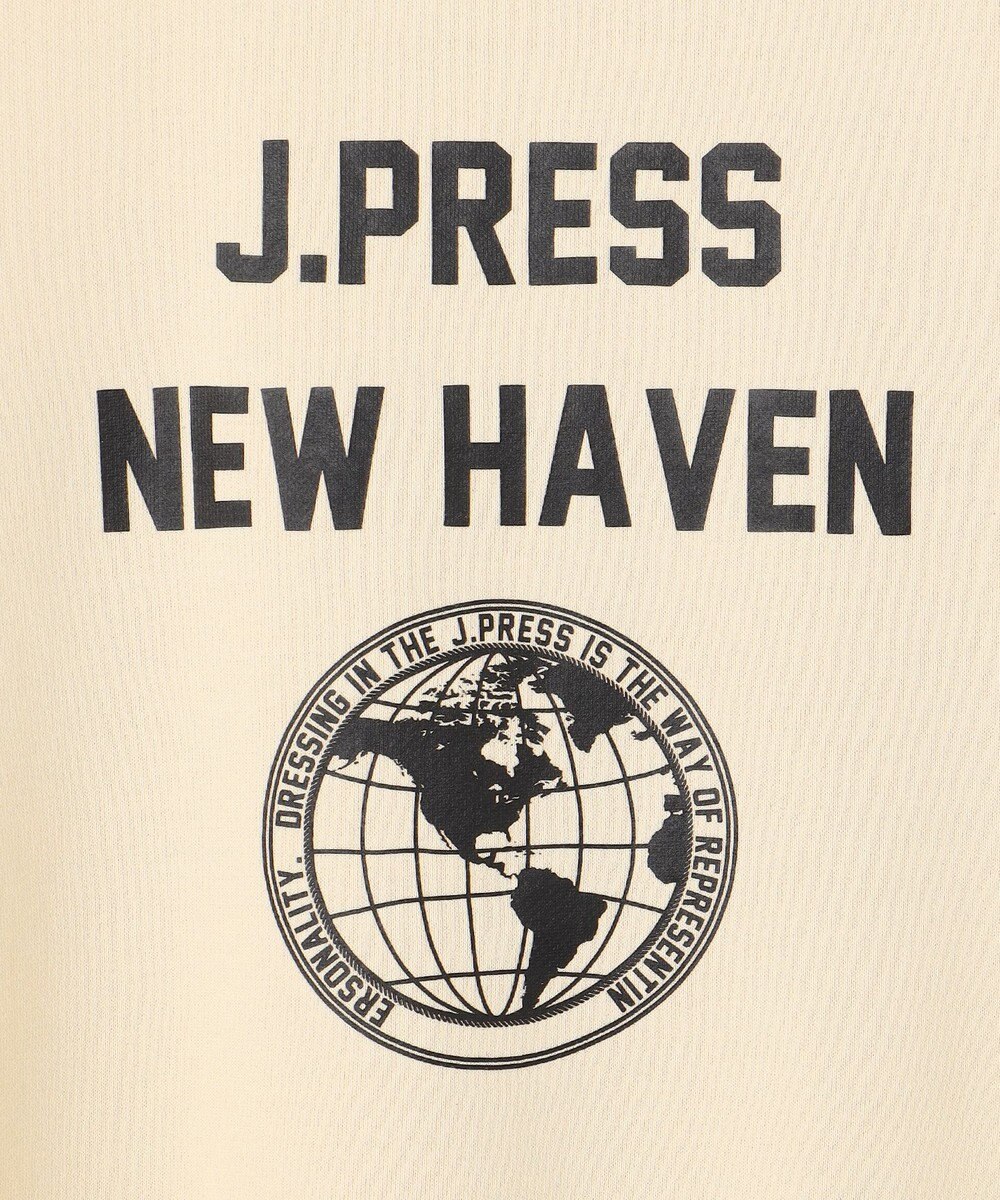 J.PRESS
NEW HAVEN
ERSONALITY. DRESSING IN THE J.PRESS IS THE WAY OF REPRESENTIN